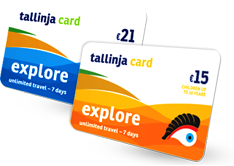 tallinja card
€21
explore
unlimited travel – 7 days
tallinja card
€15
CHILDREN UP
TO 10 YEARS
explore
unlimited travel – 7 days